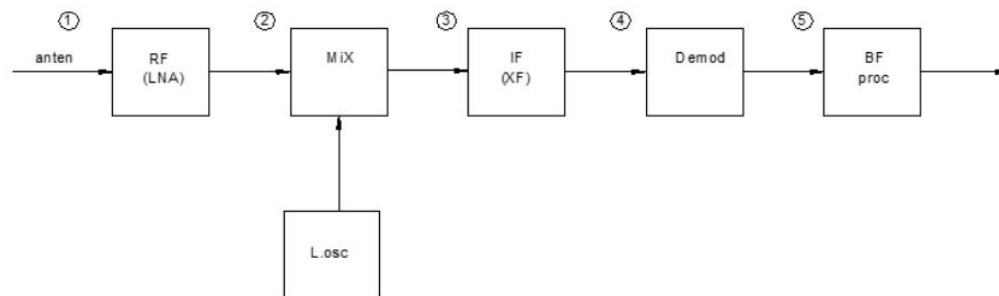 ① ② ③ ④ ⑤
anten
RF
(LNA)
MiX
IF
(XF)
Demod
BF
proc
L.osc